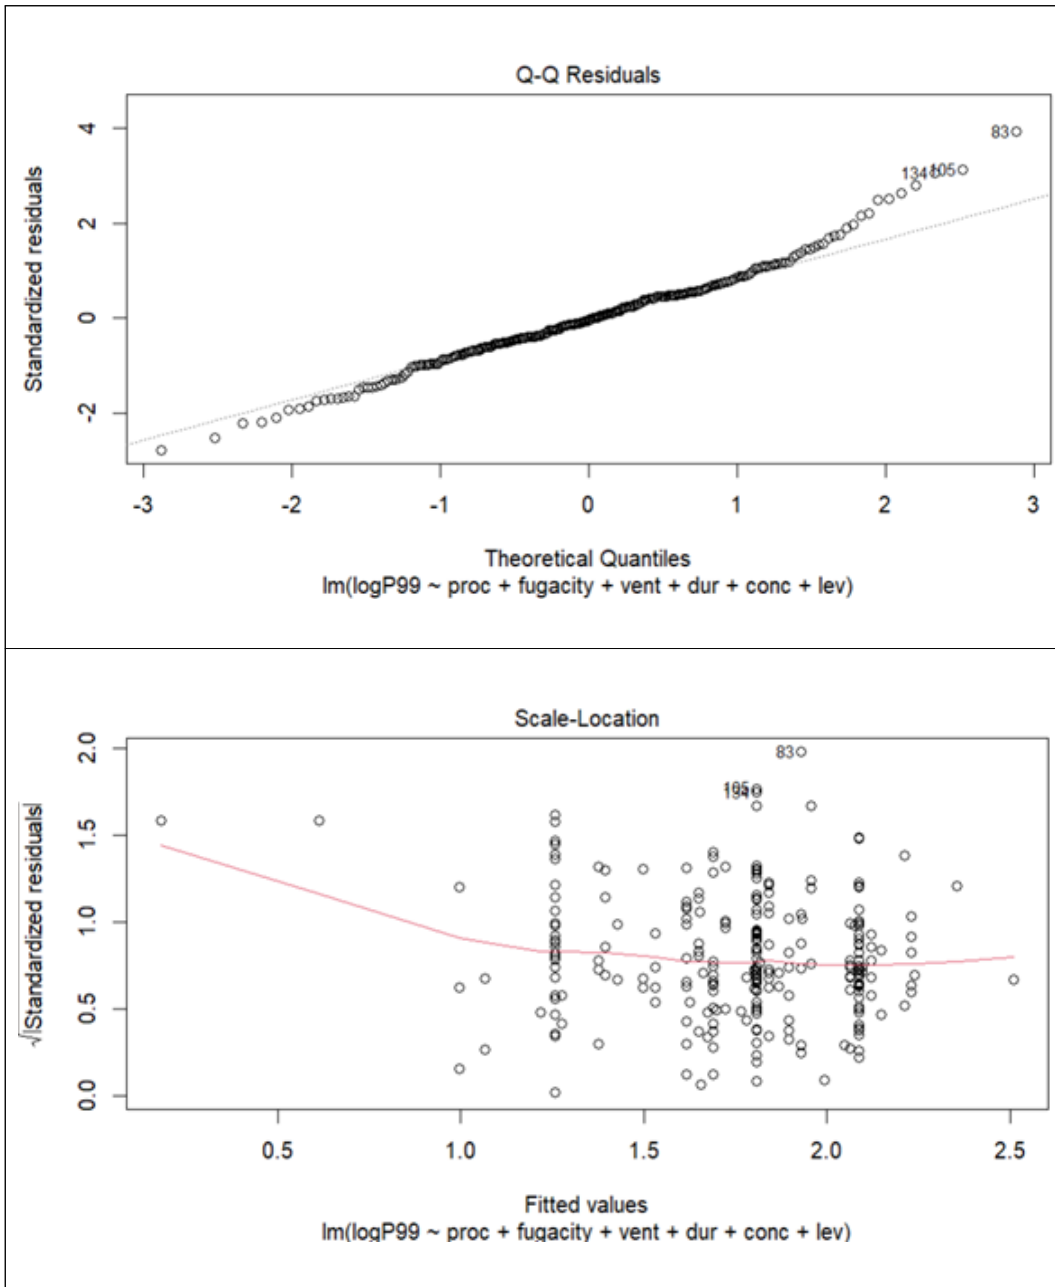 Q-Q Residuals
Standardized residuals
4
2
0
-2
83
134
105
-3 -2 -1 0 1 2 3
Theoretical Quantiles
lm(logP99 ~ proc + fugacity + vent + dur + conc + lev)
Scale-Location
√|Standardized residuals|
2.0
1.5
1.0
0.5
0.0
83
105
134
0.5 1.0 1.5 2.0 2.5
Fitted values
lm(logP99 ~ proc + fugacity + vent + dur + conc + lev)